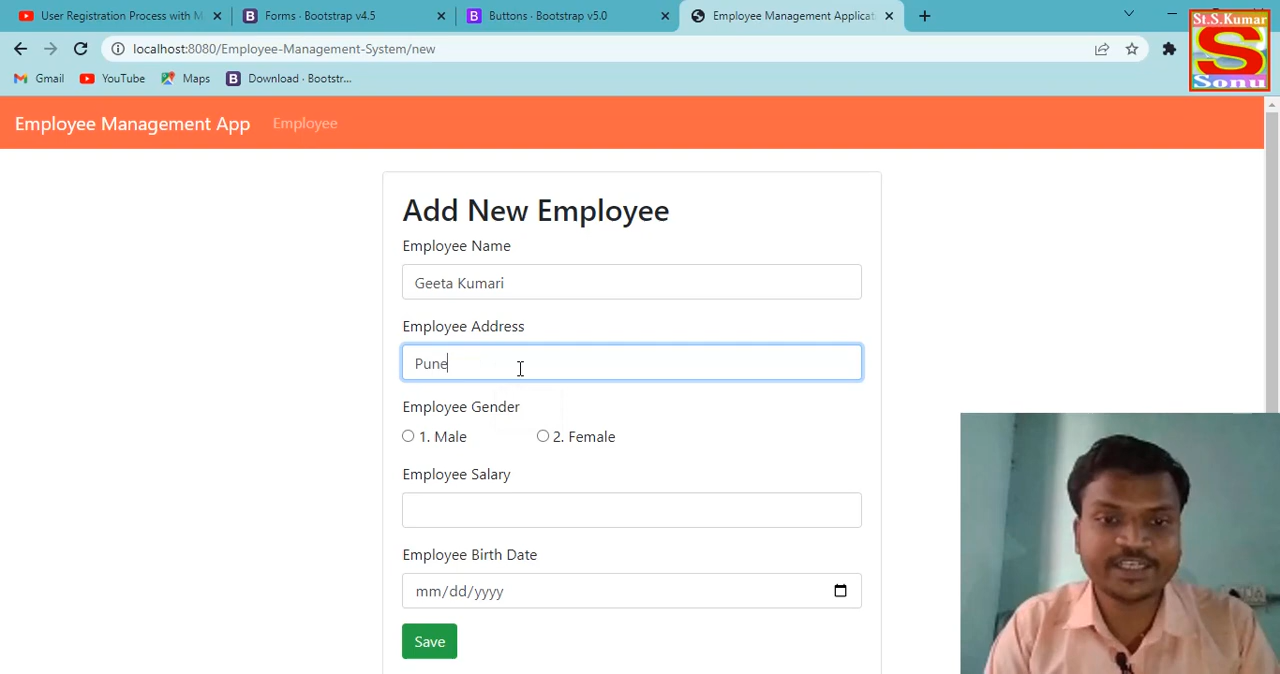 User Registration Process with M
Forms · Bootstrap v4.5
Buttons · Bootstrap v5.0
Employee Management Applicat
localhost:8080/Employee-Management-System/new
Gmail
YouTube
Maps
Download · Bootstr...
St.S.Kumar
S
Sonu
Employee Management App
Employee
Add New Employee
Employee Name
Geeta Kumari
Employee Address
Pune
Employee Gender
1. Male
2. Female
Employee Salary
Employee Birth Date
mm/dd/yyyy
Save